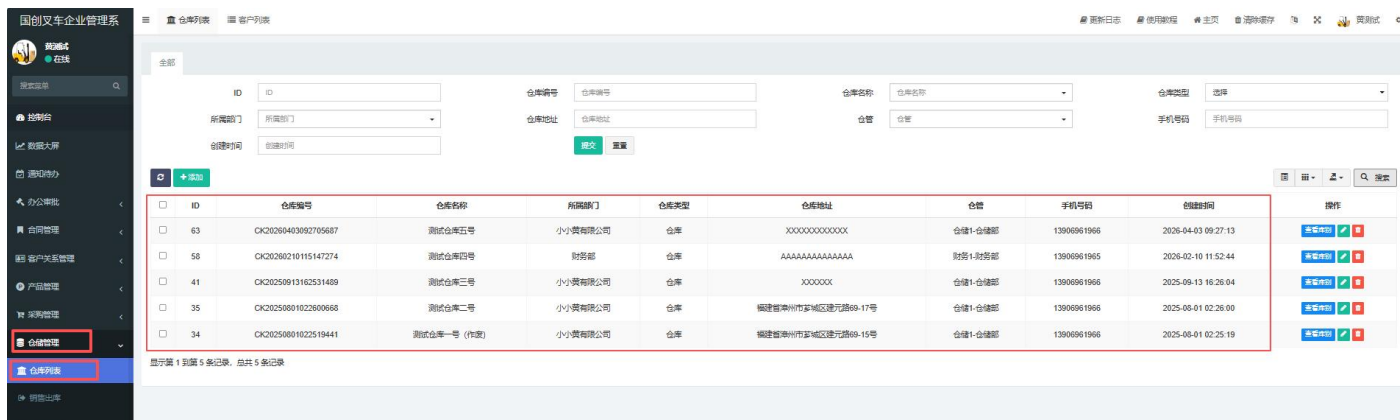 国创叉车企业管理系
仓库列表 客户列表 更新日志 使用教程 主页 清除缓存 黄测试
黄测试
在线
搜索菜单
控制台
数据大屏
通知待办
办公审批
合同管理
客户关系管理
产品管理
采购管理
仓储管理
仓库列表
销售出库
全部
ID ID 仓库编号 仓库编号 仓库名称 仓库名称 仓库类型 选择
所属部门 所属部门 仓库地址 仓库地址 仓管 仓管 手机号码 手机号码
创建时间 创建时间 提交 重置
添加 搜索
ID 仓库编号 仓库名称 所属部门 仓库类型 仓库地址 仓管 手机号码 创建时间 操作
63 CK20260403092705687 测试仓库五号 小小黄有限公司 仓库 XXXXXXXXXXXX 仓储1-仓储部 13906961966 2026-04-03 09:27:13 查看库别
58 CK20260210115147274 测试仓库四号 财务部 仓库 AAAAAAAAAAAAAA 财务1-财务部 13906961965 2026-02-10 11:52:44 查看库别
41 CK20250913162531489 测试仓库三号 小小黄有限公司 仓库 XXXXXX 仓储1-仓储部 13906961966 2025-09-13 16:26:04 查看库别
35 CK20250801022600668 测试仓库二号 小小黄有限公司 仓库 福建省漳州市芗城区建元路69-17号 仓储1-仓储部 13906961966 2025-08-01 02:26:00 查看库别
34 CK20250801022519441 测试仓库一号 (作废) 小小黄有限公司 仓库 福建省漳州市芗城区建元路69-15号 仓储1-仓储部 13906961966 2025-08-01 02:25:19 查看库别
显示第 1 到第 5 条记录，总共 5 条记录